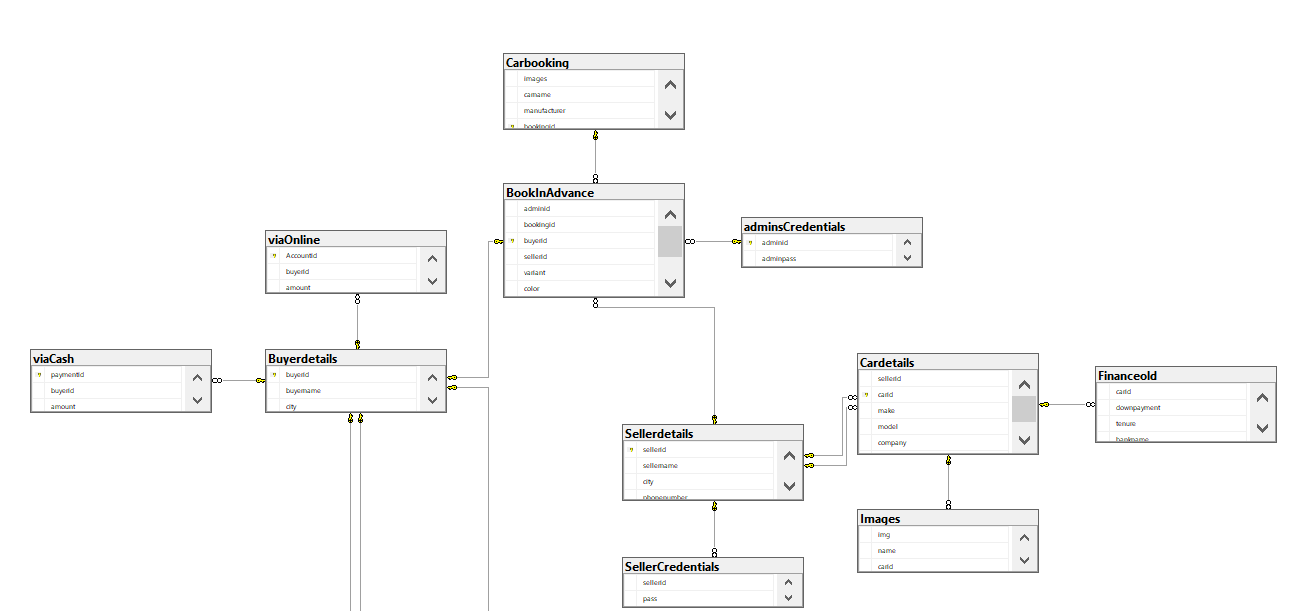 Carbooking
images
carname
manufacturer
bookingid
BookInAdvance
adminid
bookingid
buyerid
sellerid
variant
color
adminsCredentials
adminid
adminpass
viaOnline
Accountid
buyerid
amount
viaCash
paymentid
buyerid
amount
Buyerdetails
buyerid
buyername
city
Cardetails
sellerid
carid
make
model
company
Financeold
carid
downpayment
tenure
bankname
Sellerdetails
sellerid
sellername
city
phonenumber
Images
img
name
carid
SellerCredentials
sellerid
pass